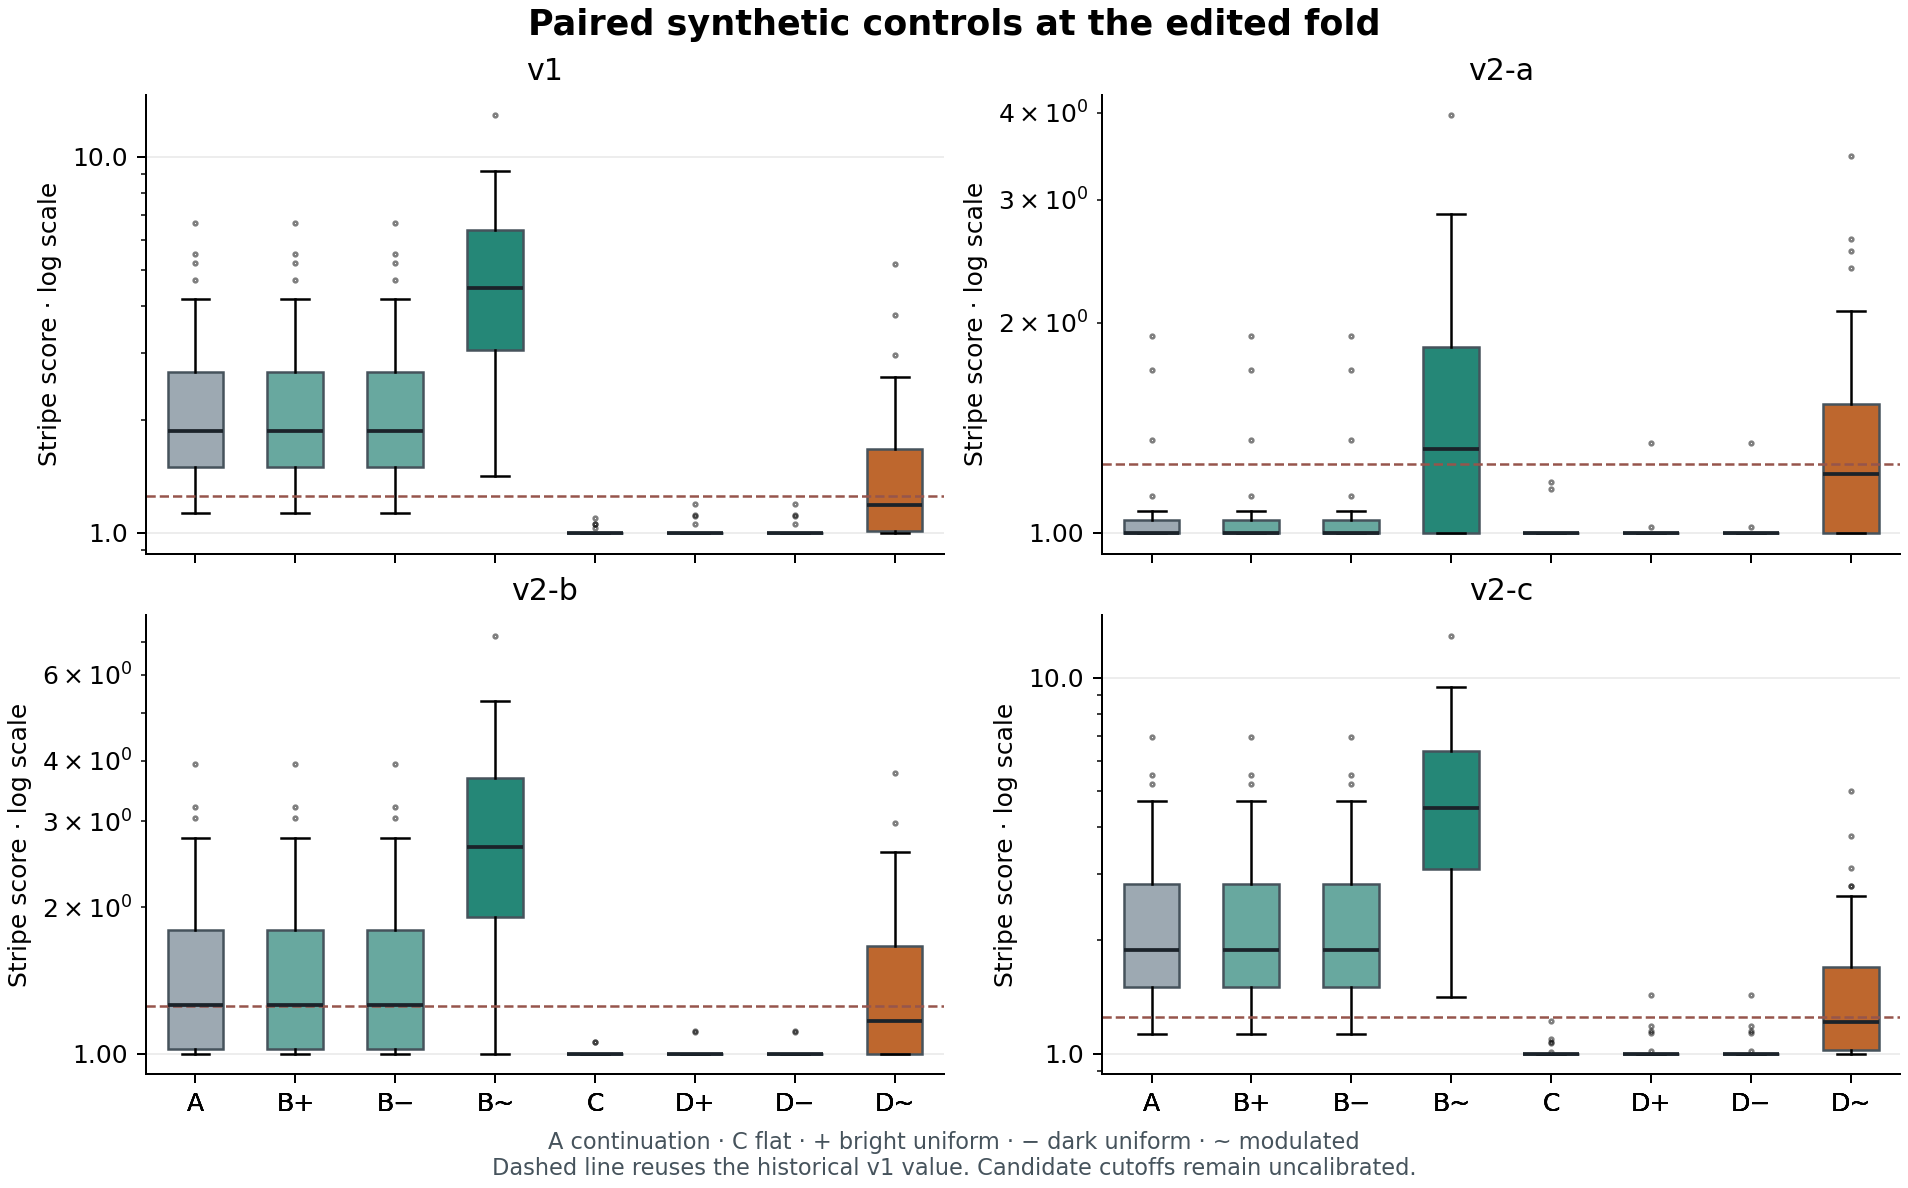 Paired synthetic controls at the edited fold
v1
Stripe score · log scale
10.0
1.0
v2-a
Stripe score · log scale
4 × 10⁰
3 × 10⁰
2 × 10⁰
1.00
v2-b
Stripe score · log scale
6 × 10⁰
4 × 10⁰
3 × 10⁰
2 × 10⁰
1.00
A B+ B− B~ C D+ D− D~
v2-c
Stripe score · log scale
10.0
1.0
A B+ B− B~ C D+ D− D~
A continuation · C flat · + bright uniform · − dark uniform · ~ modulated
Dashed line reuses the historical v1 value. Candidate cutoffs remain uncalibrated.